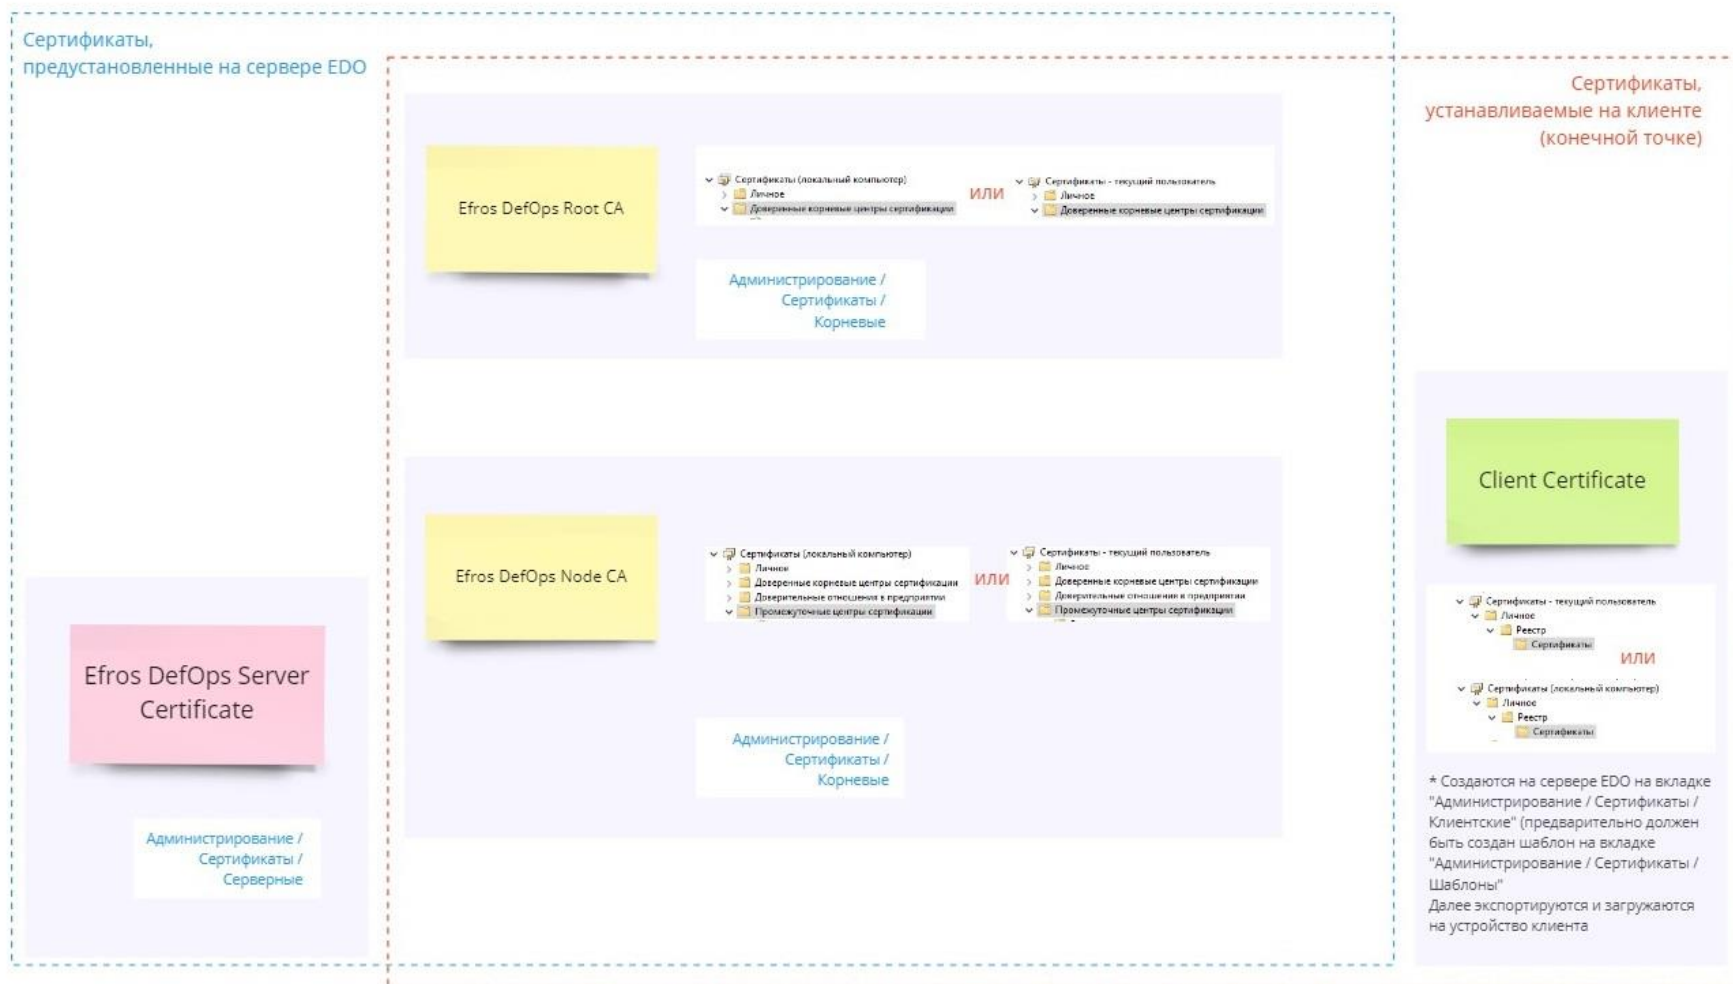 Сертификаты,
предустановленные на сервере EDO
Сертификаты,
устанавливаемые на клиенте
(конечной точке)
Efros DefOps Root CA
Сертификаты (локальный компьютер)
Личное
Доверенные корневые центры сертификации
ИЛИ
Сертификаты - текущий пользователь
Личное
Доверенные корневые центры сертификации
Администрирование /
Сертификаты /
Корневые
Efros DefOps Node CA
Сертификаты (локальный компьютер)
Личное
Доверенные корневые центры сертификации
Доверительные отношения в предприятии
Промежуточные центры сертификации
ИЛИ
Сертификаты - текущий пользователь
Личное
Доверенные корневые центры сертификации
Доверительные отношения в предприятии
Промежуточные центры сертификации
Администрирование /
Сертификаты /
Корневые
Efros DefOps Server
Certificate
Администрирование /
Сертификаты /
Серверные
Client Certificate
Сертификаты - текущий пользователь
Личное
Реестр
Сертификаты
ИЛИ
Сертификаты (локальный компьютер)
Личное
Реестр
Сертификаты
* Создаются на сервере EDO на вкладке
"Администрирование / Сертификаты /
Клиентские" (предварительно должен
быть создан шаблон на вкладке
"Администрирование / Сертификаты /
Шаблоны"
Далее экспортируются и загружаются
на устройство клиента